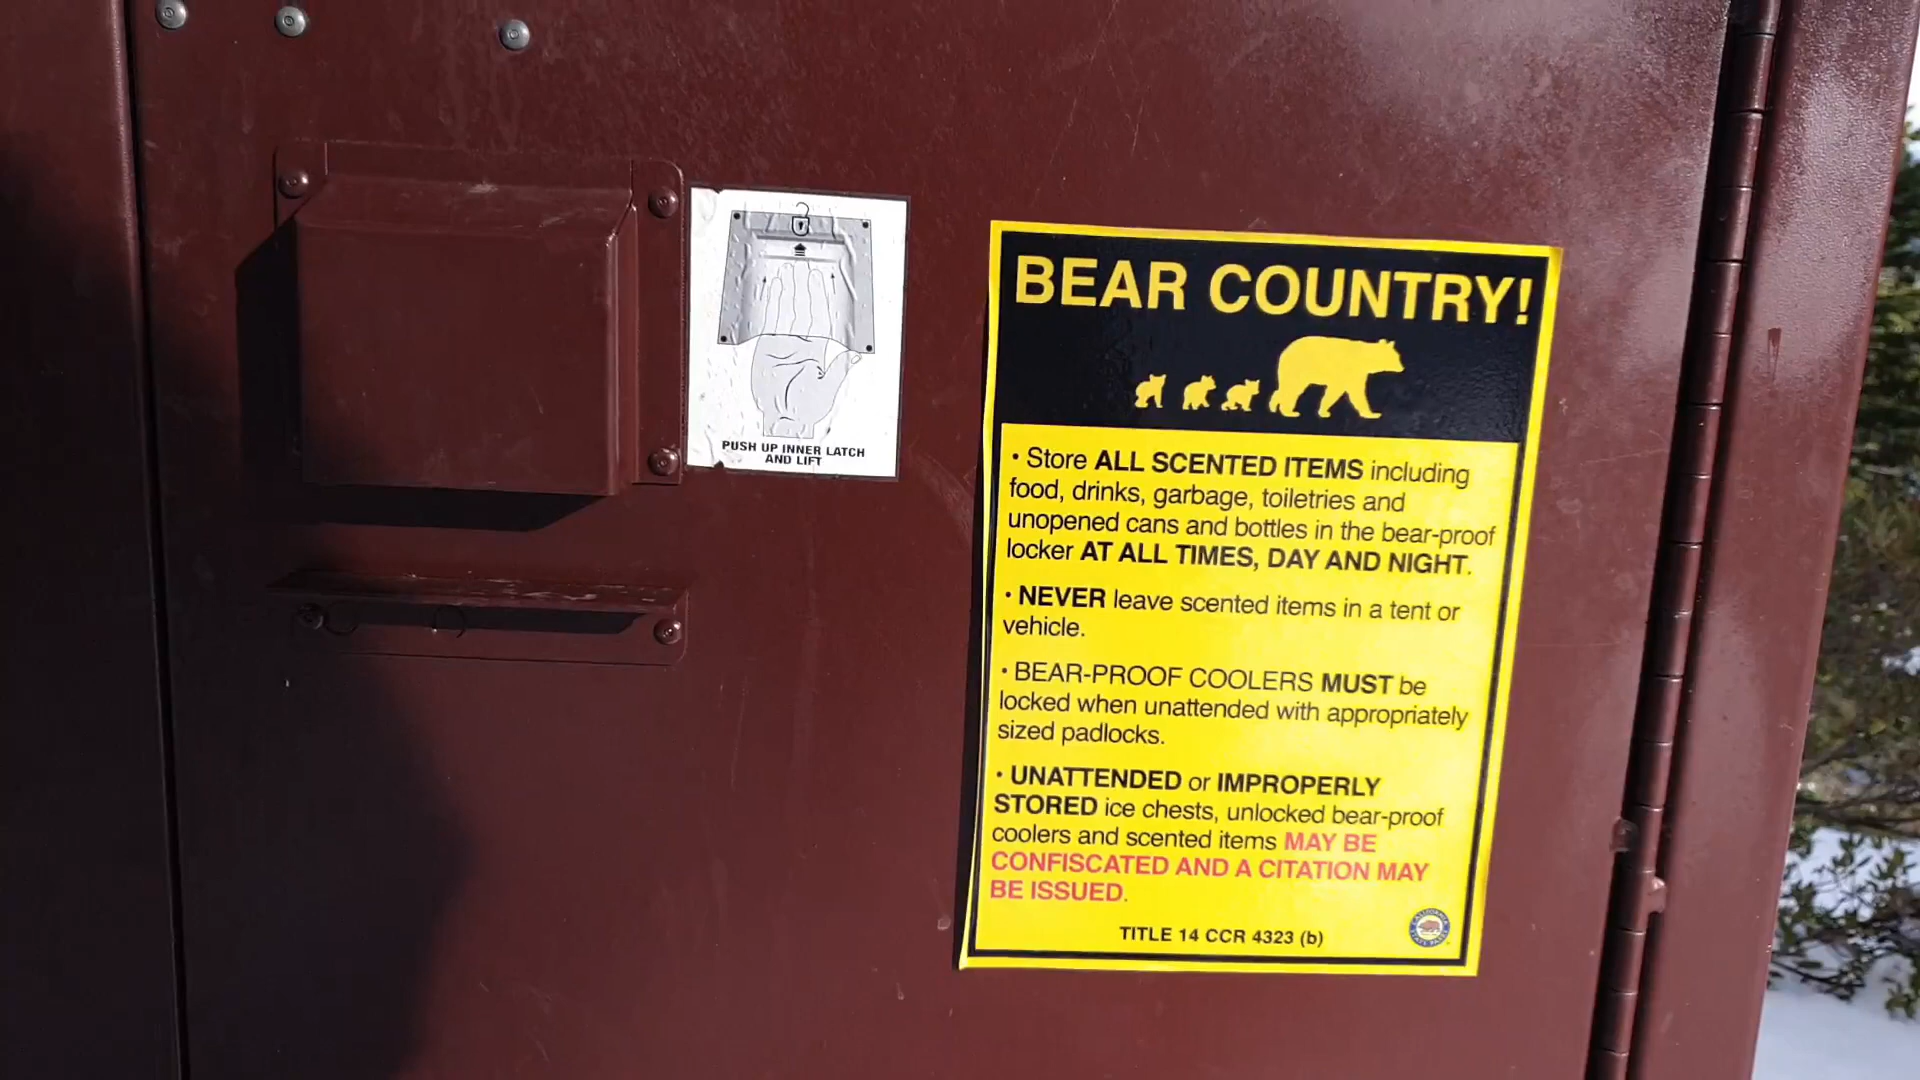 PUSH UP INNER LATCH
AND LIFT
BEAR COUNTRY!
• Store ALL SCENTED ITEMS including
food, drinks, garbage, toiletries and
unopened cans and bottles in the bear-proof
locker AT ALL TIMES, DAY AND NIGHT.
• NEVER leave scented items in a tent or
vehicle.
• BEAR-PROOF COOLERS MUST be
locked when unattended with appropriately
sized padlocks.
• UNATTENDED or IMPROPERLY
STORED ice chests, unlocked bear-proof
coolers and scented items MAY BE
CONFISCATED AND A CITATION MAY
BE ISSUED.
TITLE 14 CCR 4323 (b)
CALIFORNIA
STATE PARKS